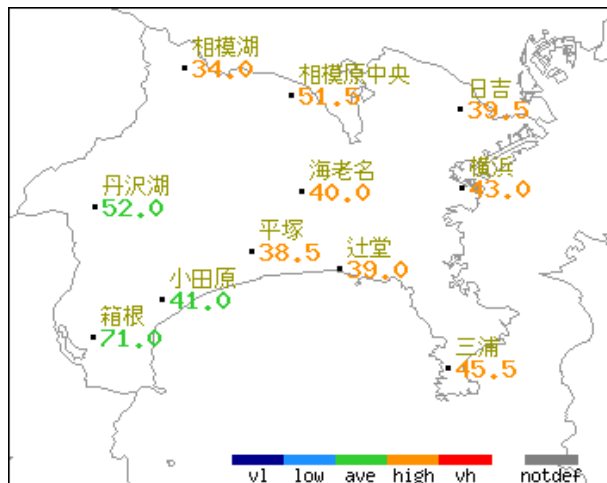 相模湖
34.0
相模原中央
51.5
日吉
39.5
海老名
40.0
横浜
43.0
丹沢湖
52.0
平塚
38.5
辻堂
39.0
小田原
41.0
箱根
71.0
三浦
45.5
vl low ave high vh notdef